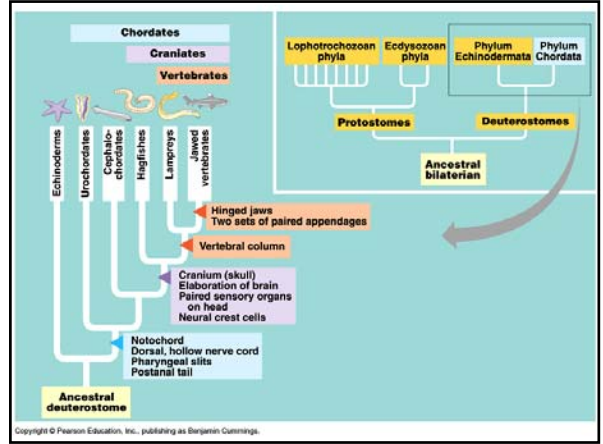 Chordates
Craniates
Vertebrates
Echinoderms
Urochordates
Cephalo-
chordates
Hagfishes
Lampreys
Jawed
vertebrates
Hinged jaws
Two sets of paired appendages
Vertebral column
Cranium (skull)
Elaboration of brain
Paired sensory organs
on head
Neural crest cells
Notochord
Dorsal, hollow nerve cord
Pharyngeal slits
Postanal tail
Ancestral
deuterostome
Lophotrochozoan
phyla
Ecdysozoan
phyla
Phylum
Echinodermata
Phylum
Chordata
Protostomes
Deuterostomes
Ancestral
bilaterian
Copyright © Pearson Education, Inc., publishing as Benjamin Cummings.